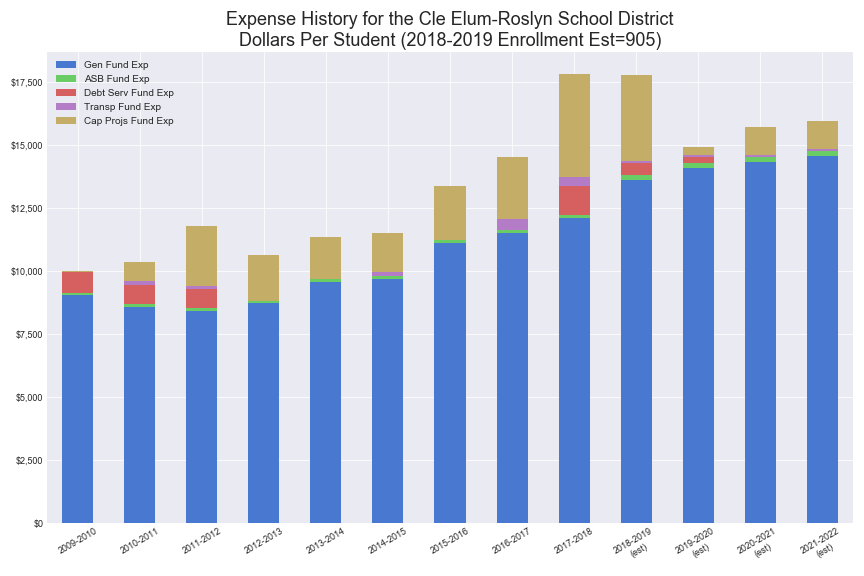 Expense History for the Cle Elum-Roslyn School District
Dollars Per Student (2018-2019 Enrollment Est=905)
Gen Fund Exp
ASB Fund Exp
Debt Serv Fund Exp
Transp Fund Exp
Cap Projs Fund Exp
$17,500
$15,000
$12,500
$10,000
$7,500
$5,000
$2,500
$0
2009-2010
2010-2011
2011-2012
2012-2013
2013-2014
2014-2015
2015-2016
2016-2017
2017-2018
2018-2019
(est)
2019-2020
(est)
2020-2021
(est)
2021-2022
(est)